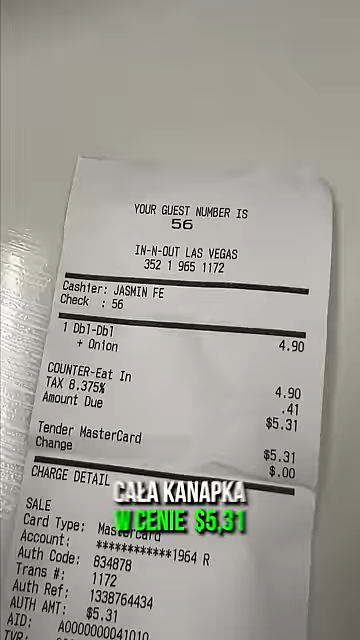 YOUR GUEST NUMBER IS
56
IN-N-OUT LAS VEGAS
352 1 965 1172
Cashier: JASMIN FE
Check : 56
1 Dbl-Dbl 4.90
+ Onion
COUNTER-Eat In 4.90
TAX 8.375% .41
Amount Due $5.31
Tender MasterCard $5.31
Change $.00
CHARGE DETAIL
CAŁA KANAPKA
W CENIE $5,31
SALE
Card Type: Mastercard
Account: ************1964 R
Auth Code: 834878
Trans #: 1172
Auth Ref: 1338764434
AUTH AMT: $5.31
AID: A0000000041010
TVR: